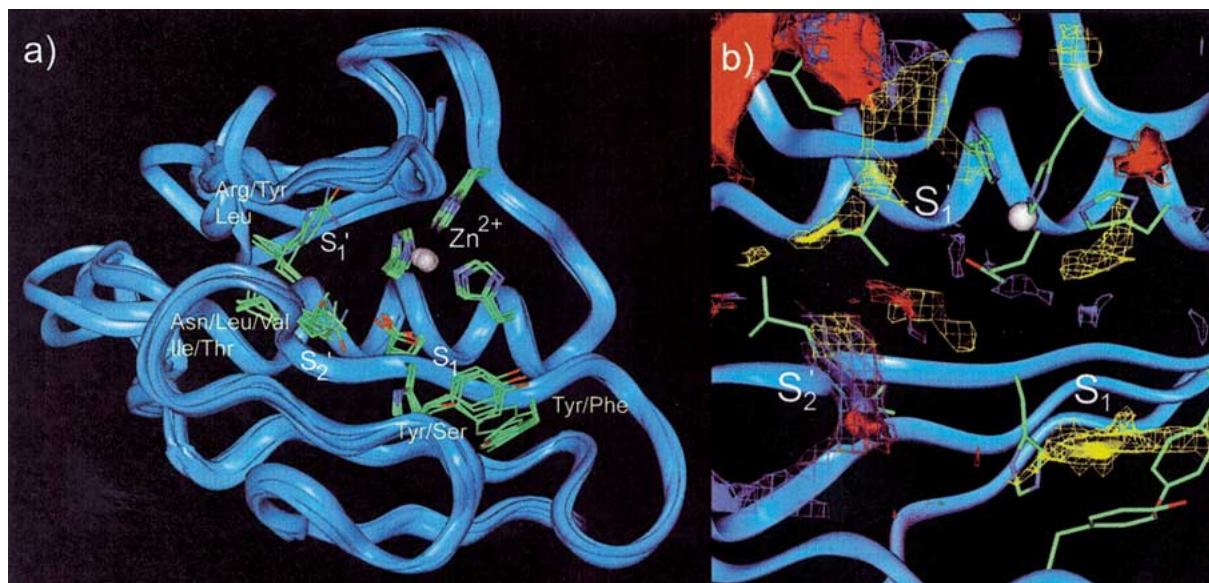 a)
Arg/Tyr
Leu
S₁'
Zn²⁺
Asn/Leu/Val
Ile/Thr
S₂'
S₁
Tyr/Phe
Tyr/Ser
b)
S₁'
S₂'
S₁